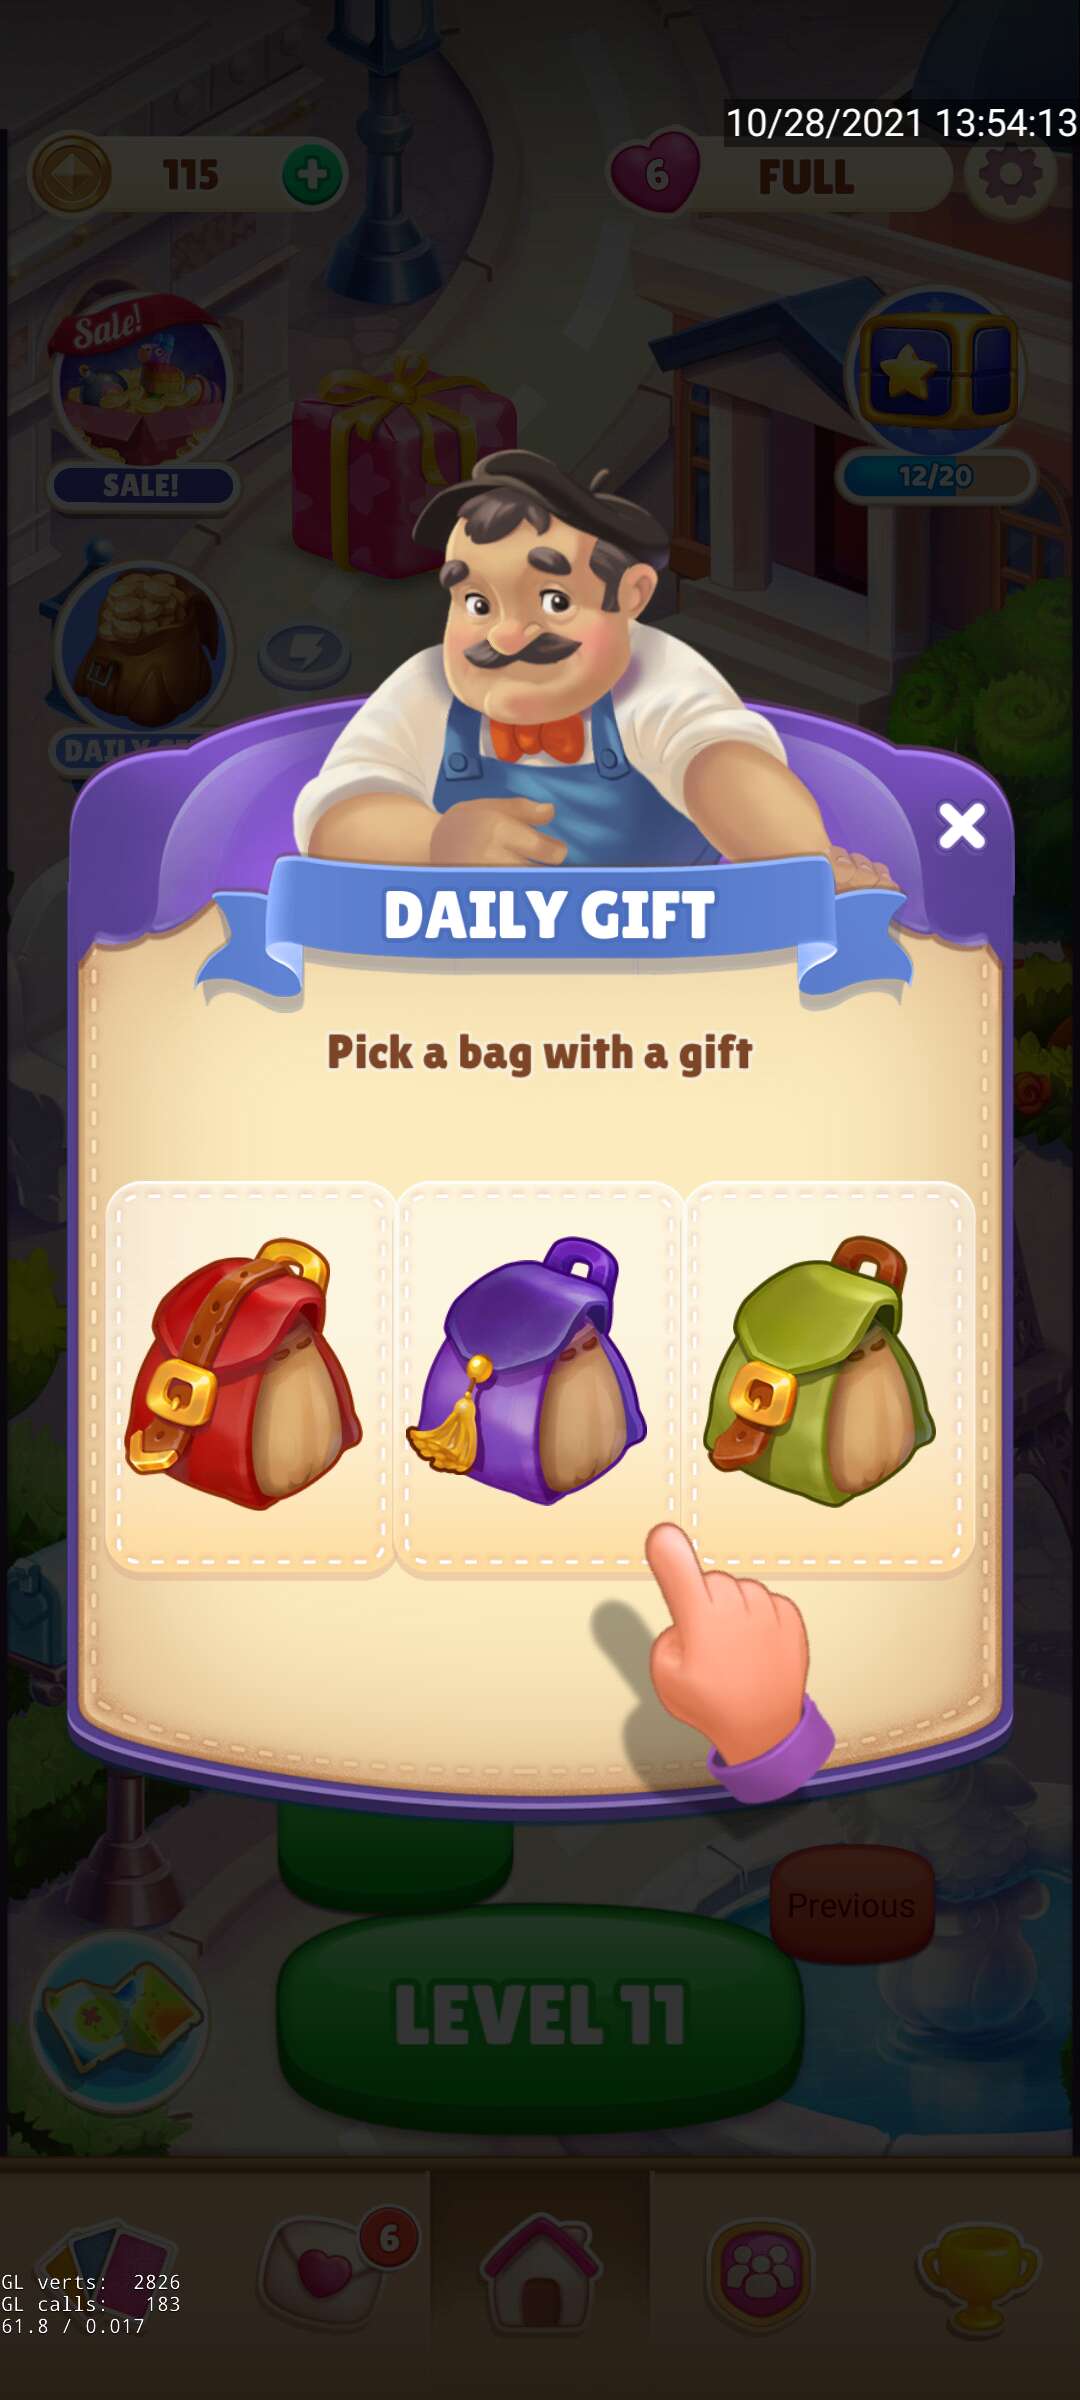 10/28/2021 13:54:13
115
6
FULL
Sale!
SALE!
12/20
DAILY
DAILY GIFT
Pick a bag with a gift
Previous
LEVEL 11
6
GL verts: 2826
GL calls: 183
61.8 / 0.017